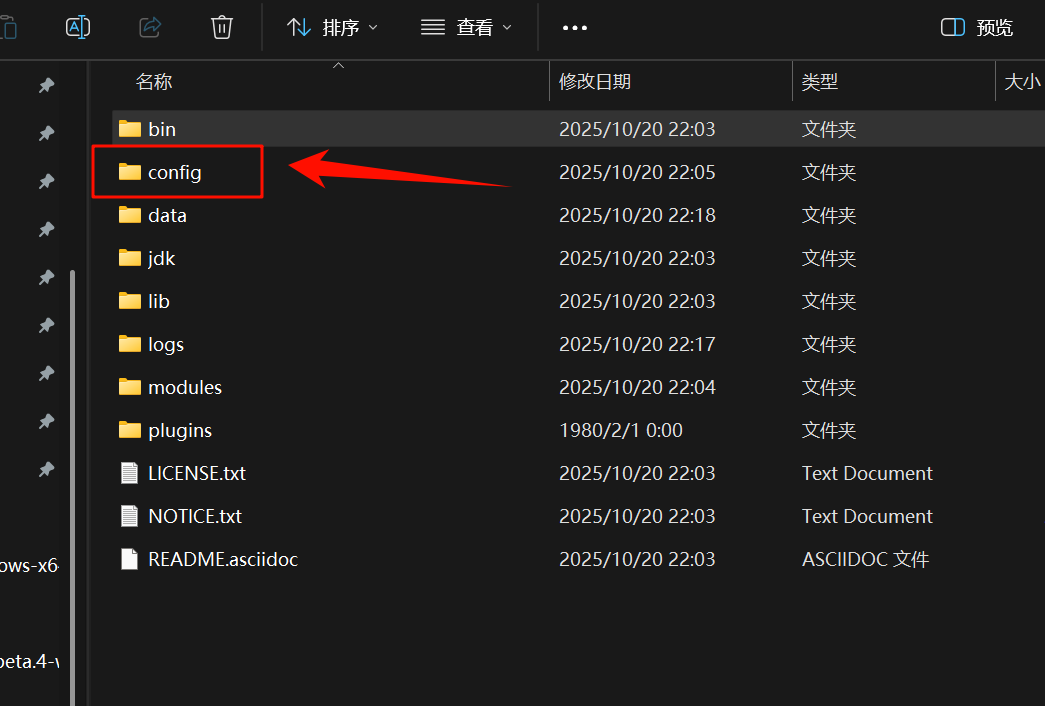 排序 查看 预览
名称 修改日期 类型 大小
bin 2025/10/20 22:03 文件夹
config 2025/10/20 22:05 文件夹
data 2025/10/20 22:18 文件夹
jdk 2025/10/20 22:03 文件夹
lib 2025/10/20 22:03 文件夹
logs 2025/10/20 22:17 文件夹
modules 2025/10/20 22:04 文件夹
plugins 1980/2/1 0:00 文件夹
LICENSE.txt 2025/10/20 22:03 Text Document
NOTICE.txt 2025/10/20 22:03 Text Document
README.asciidoc 2025/10/20 22:03 ASCIIDOC 文件
ows-x6
beta.4-